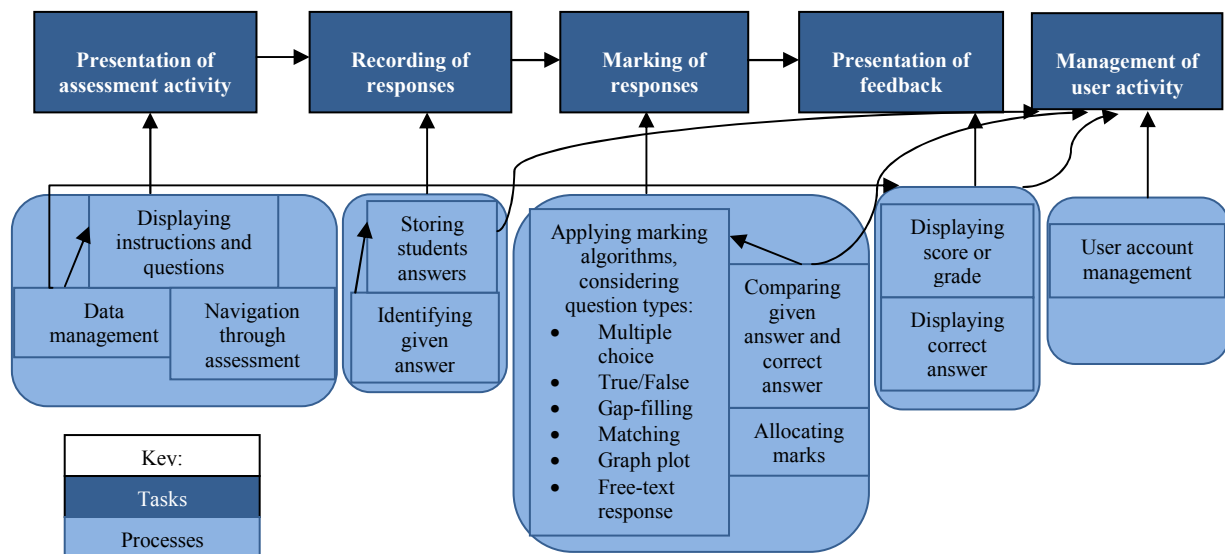 Presentation of
assessment activity
Recording of
responses
Marking of
responses
Presentation of
feedback
Management of
user activity
Displaying
instructions and
questions
Data
management
Navigation
through
assessment
Storing
students
answers
Identifying
given
answer
Applying marking
algorithms,
considering
question types:
• Multiple
choice
• True/False
• Gap-filling
• Matching
• Graph plot
• Free-text
response
Comparing
given
answer and
correct
answer
Allocating
marks
Displaying
score or
grade
Displaying
correct
answer
User account
management
Key:
Tasks
Processes